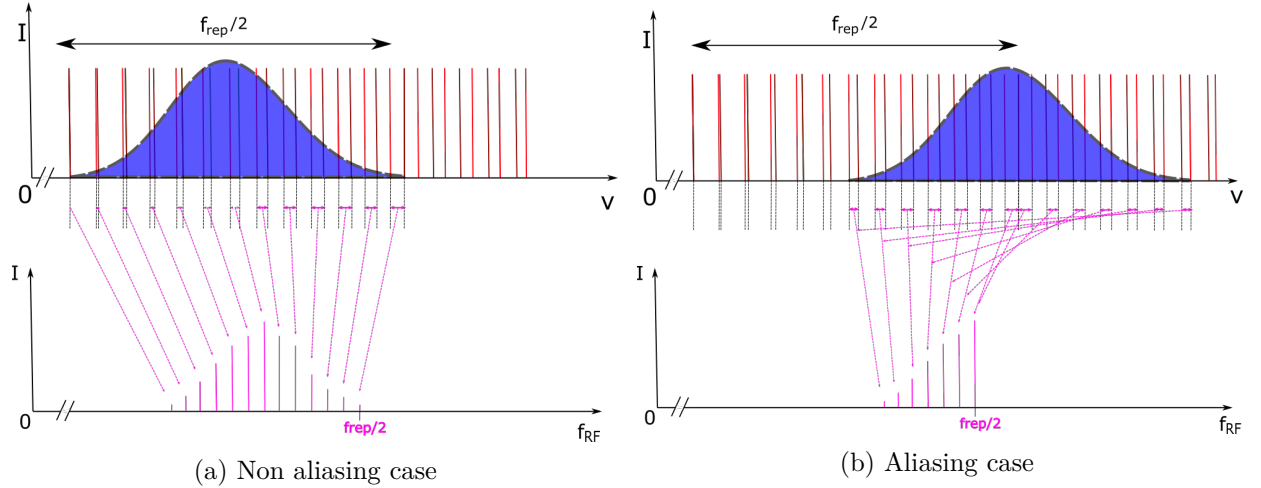 f_rep/2
I
0
ν
I
0
frep/2
f_RF
(a) Non aliasing case
f_rep/2
I
0
ν
I
0
frep/2
f_RF
(b) Aliasing case